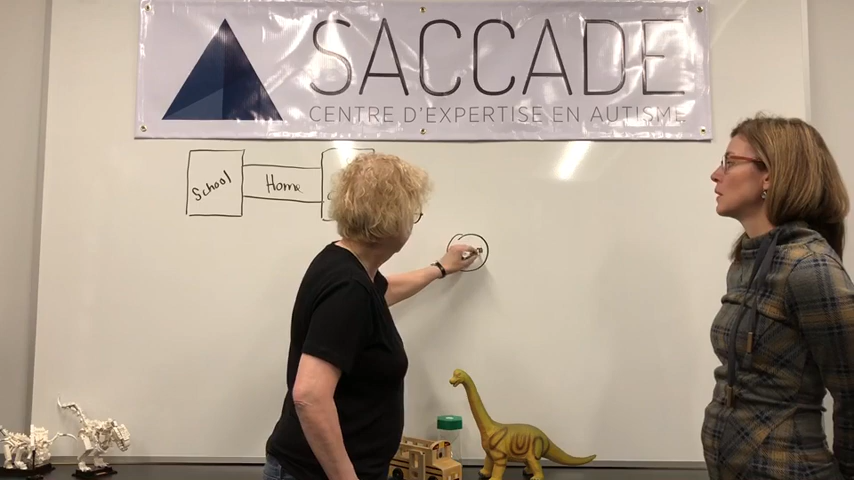 SACCADE
CENTRE D'EXPERTISE EN AUTISME
School
Home